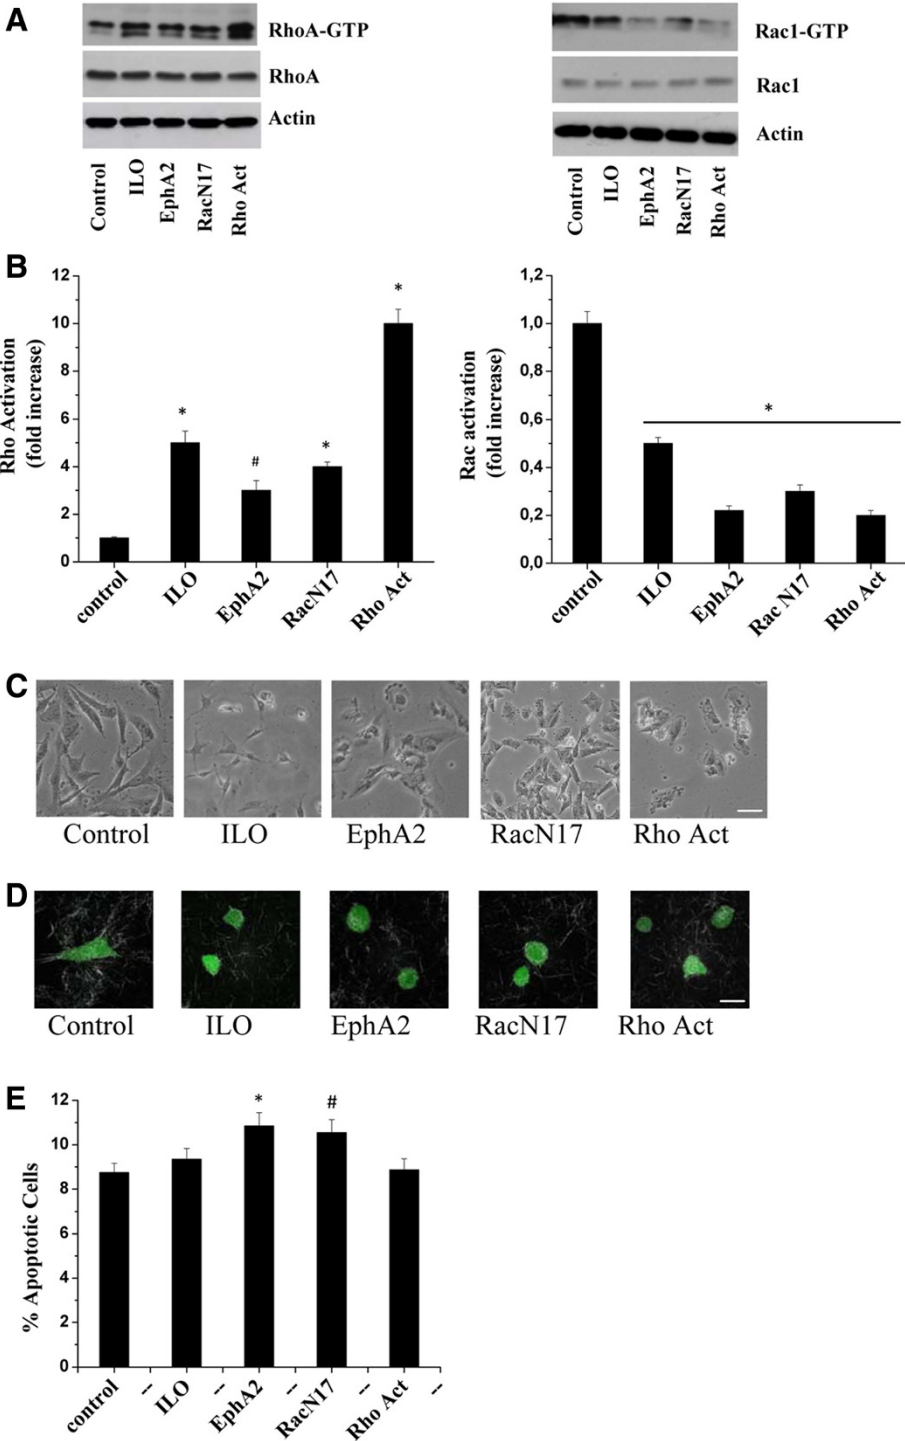 A
RhoA-GTP
RhoA
Actin
Control ILO EphA2 RacN17 Rho Act
Rac1-GTP
Rac1
Actin
Control ILO EphA2 RacN17 Rho Act
B
Rho Activation
(fold increase)
12
10
8
6
4
2
0
*
#
*
*
control ILO EphA2 RacN17 Rho Act
Rac activation
(fold increase)
1,2
1,0
0,8
0,6
0,4
0,2
0,0
*
control ILO EphA2 Rac N17 Rho Act
C
Control ILO EphA2 RacN17 Rho Act
D
Control ILO EphA2 RacN17 Rho Act
E
% Apoptotic Cells
12
10
8
6
4
2
0
* #
control -- ILO -- EphA2 -- RacN17 -- Rho Act --